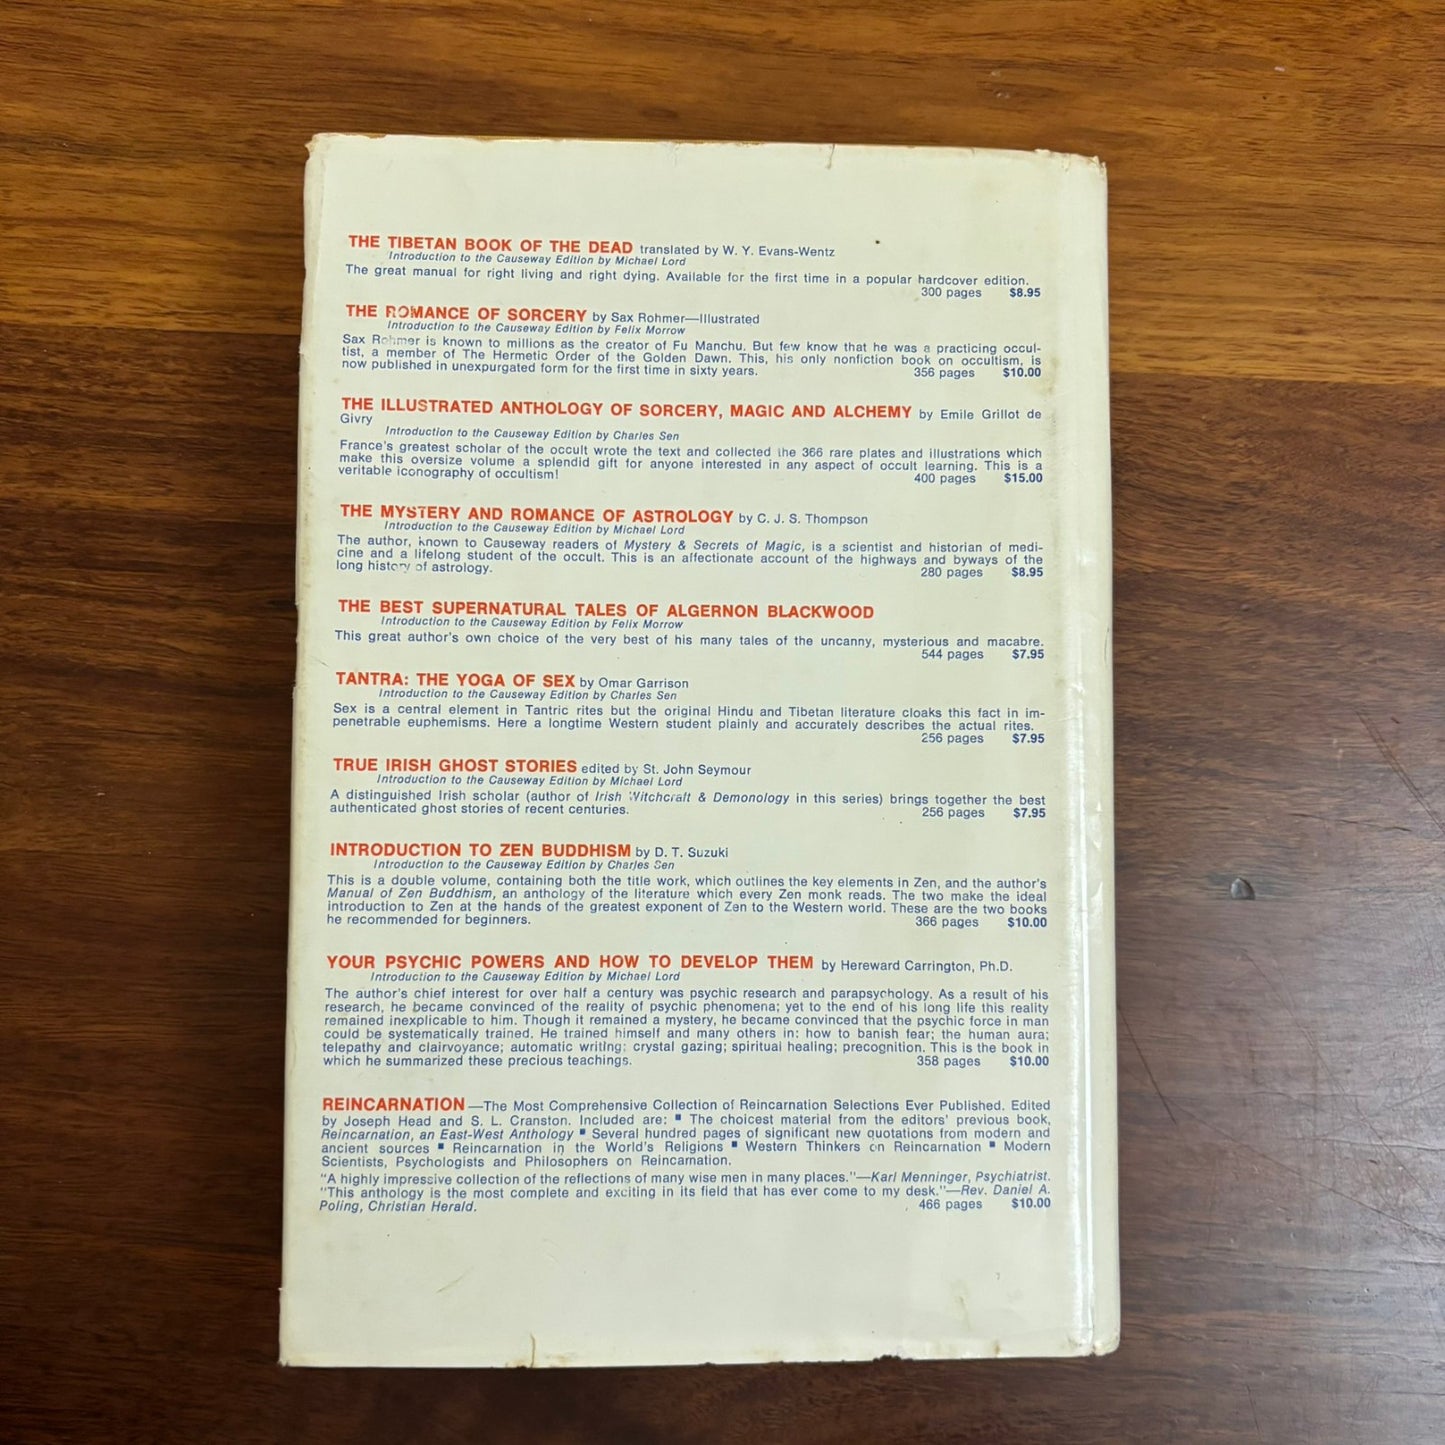 THE TIBETAN BOOK OF THE DEAD translated by W. Y. Evans-Wentz
Introduction to the Causeway Edition by Michael Lord
The great manual for right living and right dying. Available for the first time in a popular hardcover edition.
300 pages $8.95
THE ROMANCE OF SORCERY by Sax Rohmer—Illustrated
Introduction to the Causeway Edition by Felix Morrow
Sax Rohmer is known to millions as the creator of Fu Manchu. But few know that he was a practicing occul-
tist, a member of The Hermetic Order of the Golden Dawn. This, his only nonfiction book on occultism, is
now published in unexpurgated form for the first time in sixty years. 356 pages $10.00
THE ILLUSTRATED ANTHOLOGY OF SORCERY, MAGIC AND ALCHEMY by Emile Grillot de
Givry
Introduction to the Causeway Edition by Charles Sen
France's greatest scholar of the occult wrote the text and collected the 366 rare plates and illustrations which
make this oversize volume a splendid gift for anyone interested in any aspect of occult learning. This is a
veritable iconography of occultism! 400 pages $15.00
THE MYSTERY AND ROMANCE OF ASTROLOGY by C. J. S. Thompson
Introduction to the Causeway Edition by Michael Lord
The author, known to Causeway readers of Mystery & Secrets of Magic, is a scientist and historian of medi-
cine and a lifelong student of the occult. This is an affectionate account of the highways and byways of the
long history of astrology. 280 pages $8.95
THE BEST SUPERNATURAL TALES OF ALGERNON BLACKWOOD
Introduction to the Causeway Edition by Felix Morrow
This great author's own choice of the very best of his many tales of the uncanny, mysterious and macabre.
544 pages $7.95
TANTRA: THE YOGA OF SEX by Omar Garrison
Introduction to the Causeway Edition by Charles Sen
Sex is a central element in Tantric rites but the original Hindu and Tibetan literature cloaks this fact in im-
penetrable euphemisms. Here a longtime Western student plainly and accurately describes the actual rites.
256 pages $7.95
TRUE IRISH GHOST STORIES edited by St. John Seymour
Introduction to the Causeway Edition by Michael Lord
A distinguished Irish scholar (author of Irish Witchcraft & Demonology in this series) brings together the best
authenticated ghost stories of recent centuries. 256 pages $7.95
INTRODUCTION TO ZEN BUDDHISM by D. T. Suzuki
Introduction to the Causeway Edition by Charles Sen
This is a double volume, containing both the title work, which outlines the key elements in Zen, and the author's
Manual of Zen Buddhism, an anthology of the literature which every Zen monk reads. The two make the ideal
introduction to Zen at the hands of the greatest exponent of Zen to the Western world. These are the two books
he recommended for beginners. 366 pages $10.00
YOUR PSYCHIC POWERS AND HOW TO DEVELOP THEM by Hereward Carrington, Ph.D.
Introduction to the Causeway Edition by Michael Lord
The author's chief interest for over half a century was psychic research and parapsychology. As a result of his
research, he became convinced of the reality of psychic phenomena; yet to the end of his long life this reality
remained inexplicable to him. Though it remained a mystery, he became convinced that the psychic force in man
could be systematically trained. He trained himself and many others in: how to banish fear; the human aura;
telepathy and clairvoyance; automatic writing; crystal gazing; spiritual healing; precognition. This is the book in
which he summarized these precious teachings. 358 pages $10.00
REINCARNATION—The Most Comprehensive Collection of Reincarnation Selections Ever Published. Edited
by Joseph Head and S. L. Cranston. Included are: ■ The choicest material from the editors' previous book,
Reincarnation, an East-West Anthology ■ Several hundred pages of significant new quotations from modern and
ancient sources ■ Reincarnation in the World's Religions ■ Western Thinkers on Reincarnation ■ Modern
Scientists, Psychologists and Philosophers on Reincarnation.
"A highly impressive collection of the reflections of many wise men in many places."—Karl Menninger, Psychiatrist.
"This anthology is the most complete and exciting in its field that has ever come to my desk."—Rev. Daniel A.
Poling, Christian Herald. 466 pages $10.00